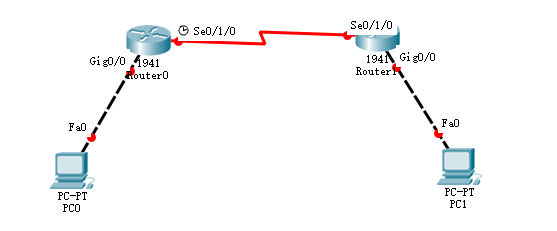 Se0/1/0
Se0/1/0
Gig0/0
1941
Router0
1941
Router1
Gig0/0
Fa0
Fa0
PC-PT
PC0
PC-PT
PC1